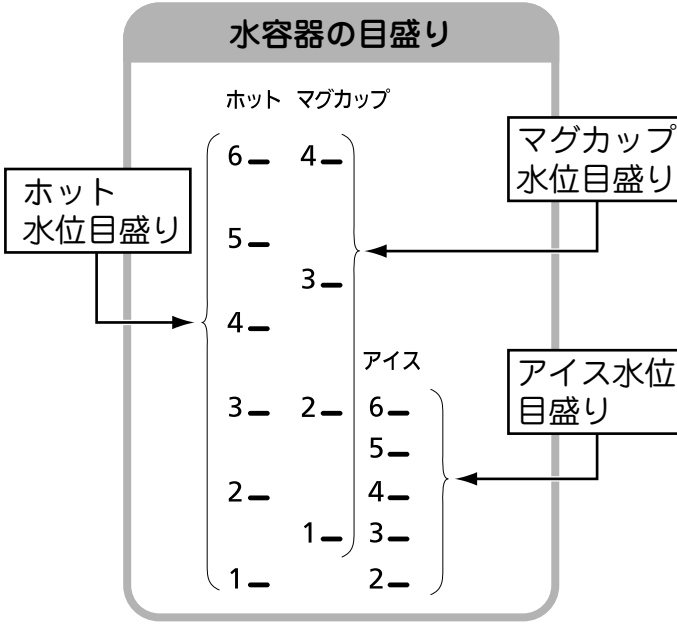 水容器の目盛り
ホット マグカップ
6 4
5
3
4
3 2
2
1
1
アイス
6
5
4
3
2
ホット
水位目盛り
マグカップ
水位目盛り
アイス水位
目盛り